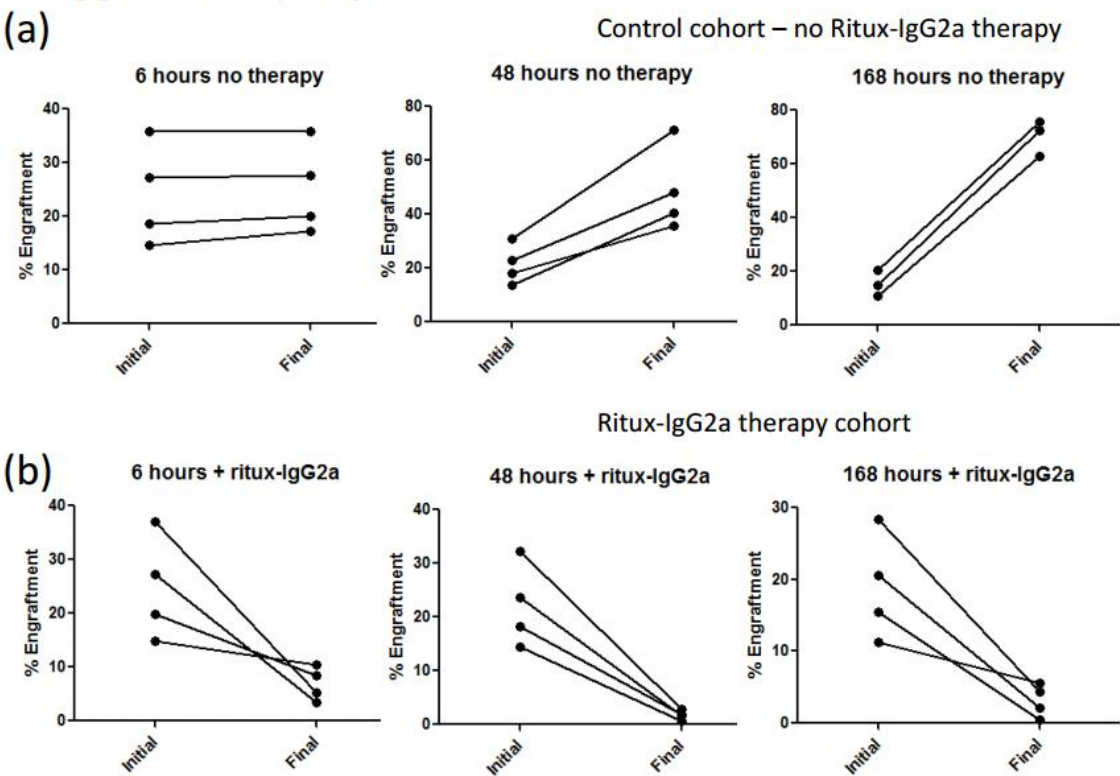 (a)
Control cohort – no Ritux-IgG2a therapy
6 hours no therapy
48 hours no therapy
168 hours no therapy
% Engraftment
40
30
20
10
0
Initial
Final
% Engraftment
80
60
40
20
0
Initial
Final
% Engraftment
80
60
40
20
0
Initial
Final
Ritux-IgG2a therapy cohort
(b)
6 hours + ritux-IgG2a
48 hours + ritux-IgG2a
168 hours + ritux-IgG2a
% Engraftment
40
30
20
10
0
Initial
Final
% Engraftment
40
30
20
10
0
Initial
Final
% Engraftment
30
20
10
0
Initial
Final